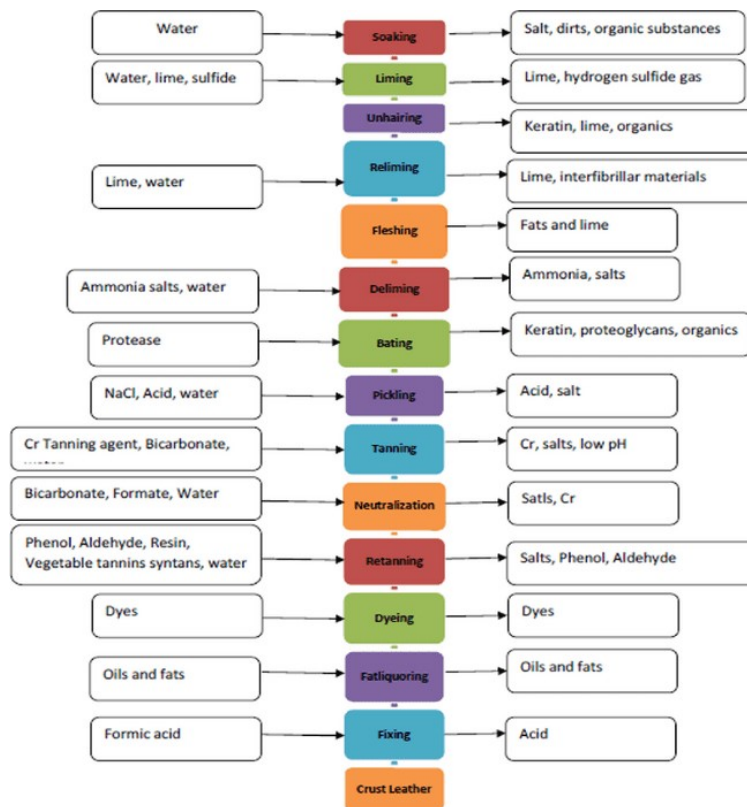 Water
Soaking
Salt, dirts, organic substances
Water, lime, sulfide
Liming
Lime, hydrogen sulfide gas
Unhairing
Keratin, lime, organics
Lime, water
Reliming
Lime, interfibrillar materials
Fleshing
Fats and lime
Ammonia salts, water
Deliming
Ammonia, salts
Protease
Bating
Keratin, proteoglycans, organics
NaCl, Acid, water
Pickling
Acid, salt
Cr Tanning agent, Bicarbonate,
Tanning
Cr, salts, low pH
Bicarbonate, Formate, Water
Neutralization
Satls, Cr
Phenol, Aldehyde, Resin,
Vegetable tannins syntans, water
Retanning
Salts, Phenol, Aldehyde
Dyes
Dyeing
Dyes
Oils and fats
Fatliquoring
Oils and fats
Formic acid
Fixing
Acid
Crust Leather